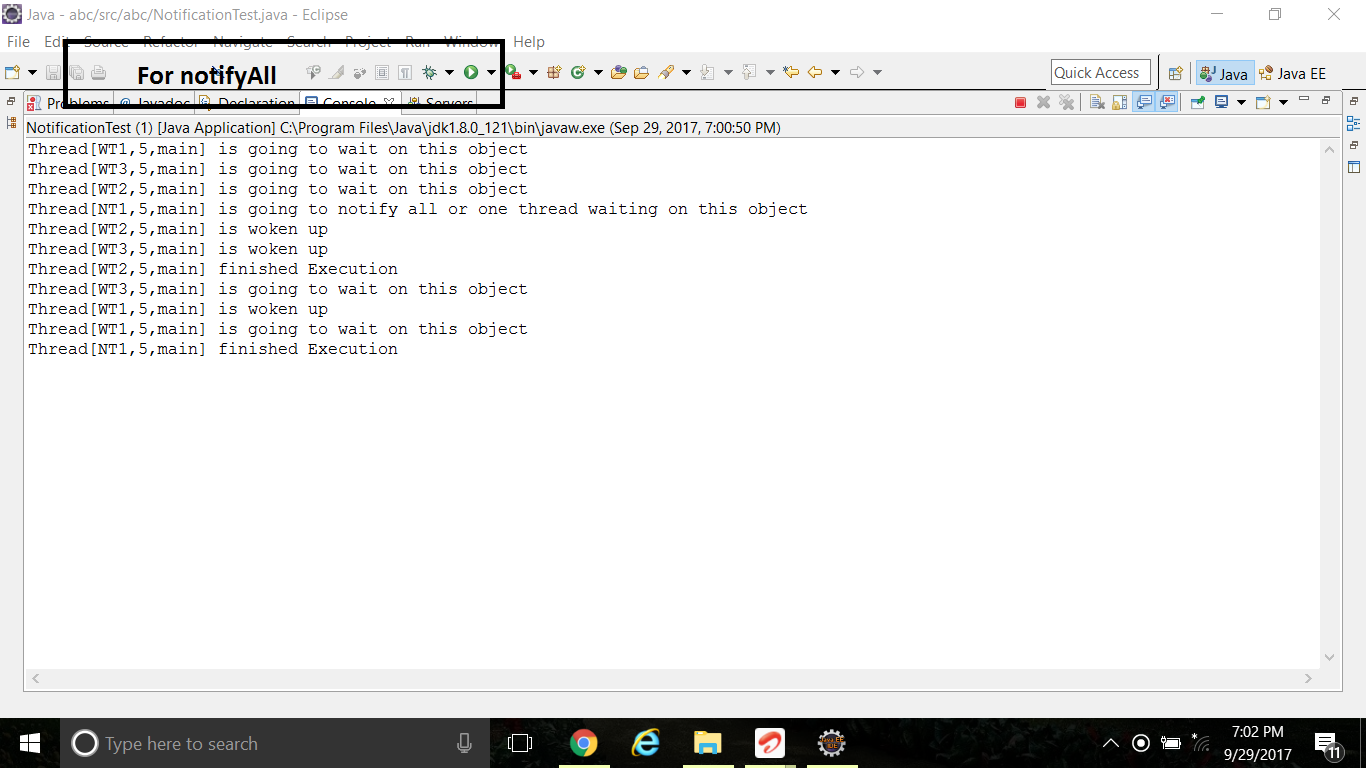 Java - abc/src/abc/NotificationTest.java - Eclipse
File Edit Source Refactor Navigate Search Project Run Window Help
For notifyAll
Quick Access
Java
Java EE
Problems @ Javadoc Declaration Console Servers
NotificationTest (1) [Java Application] C:\Program Files\Java\jdk1.8.0_121\bin\javaw.exe (Sep 29, 2017, 7:00:50 PM)
Thread[WT1,5,main] is going to wait on this object
Thread[WT3,5,main] is going to wait on this object
Thread[WT2,5,main] is going to wait on this object
Thread[NT1,5,main] is going to notify all or one thread waiting on this object
Thread[WT2,5,main] is woken up
Thread[WT3,5,main] is woken up
Thread[WT2,5,main] finished Execution
Thread[WT3,5,main] is going to wait on this object
Thread[WT1,5,main] is woken up
Thread[WT1,5,main] is going to wait on this object
Thread[NT1,5,main] finished Execution
Type here to search
7:02 PM
9/29/2017
11